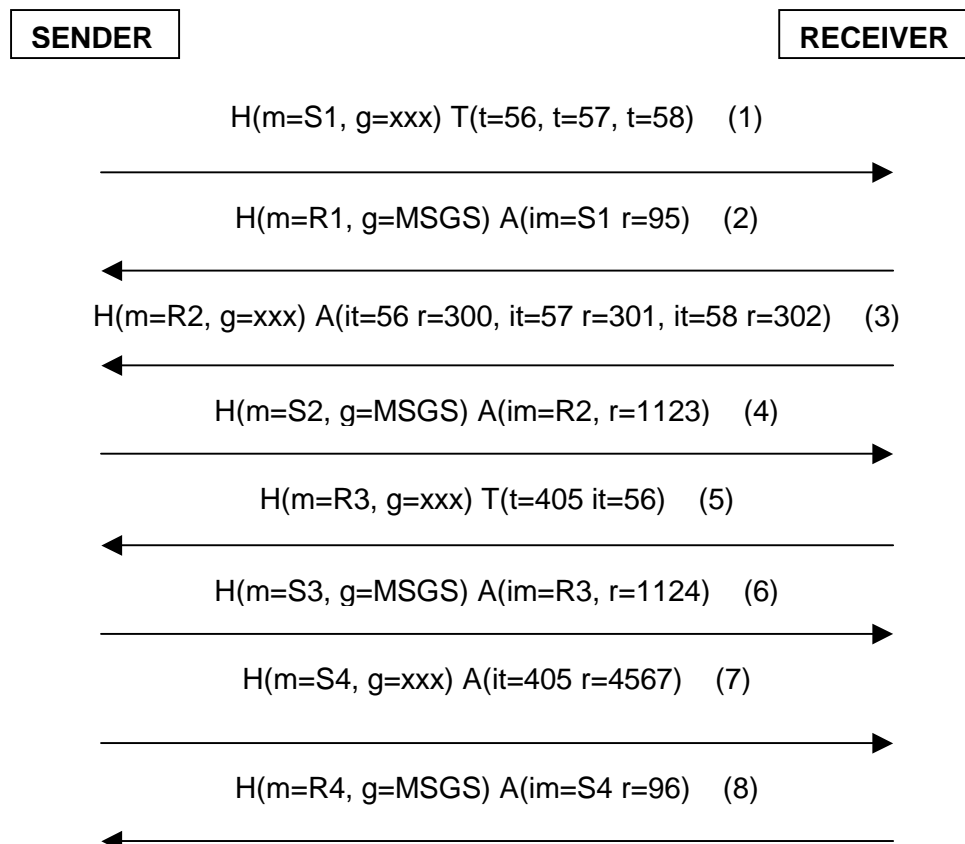 SENDER RECEIVER
H(m=S1, g=xxx) T(t=56, t=57, t=58) (1)
H(m=R1, g=MSGS) A(im=S1 r=95) (2)
H(m=R2, g=xxx) A(it=56 r=300, it=57 r=301, it=58 r=302) (3)
H(m=S2, g=MSGS) A(im=R2, r=1123) (4)
H(m=R3, g=xxx) T(t=405 it=56) (5)
H(m=S3, g=MSGS) A(im=R3, r=1124) (6)
H(m=S4, g=xxx) A(it=405 r=4567) (7)
H(m=R4, g=MSGS) A(im=S4 r=96) (8)